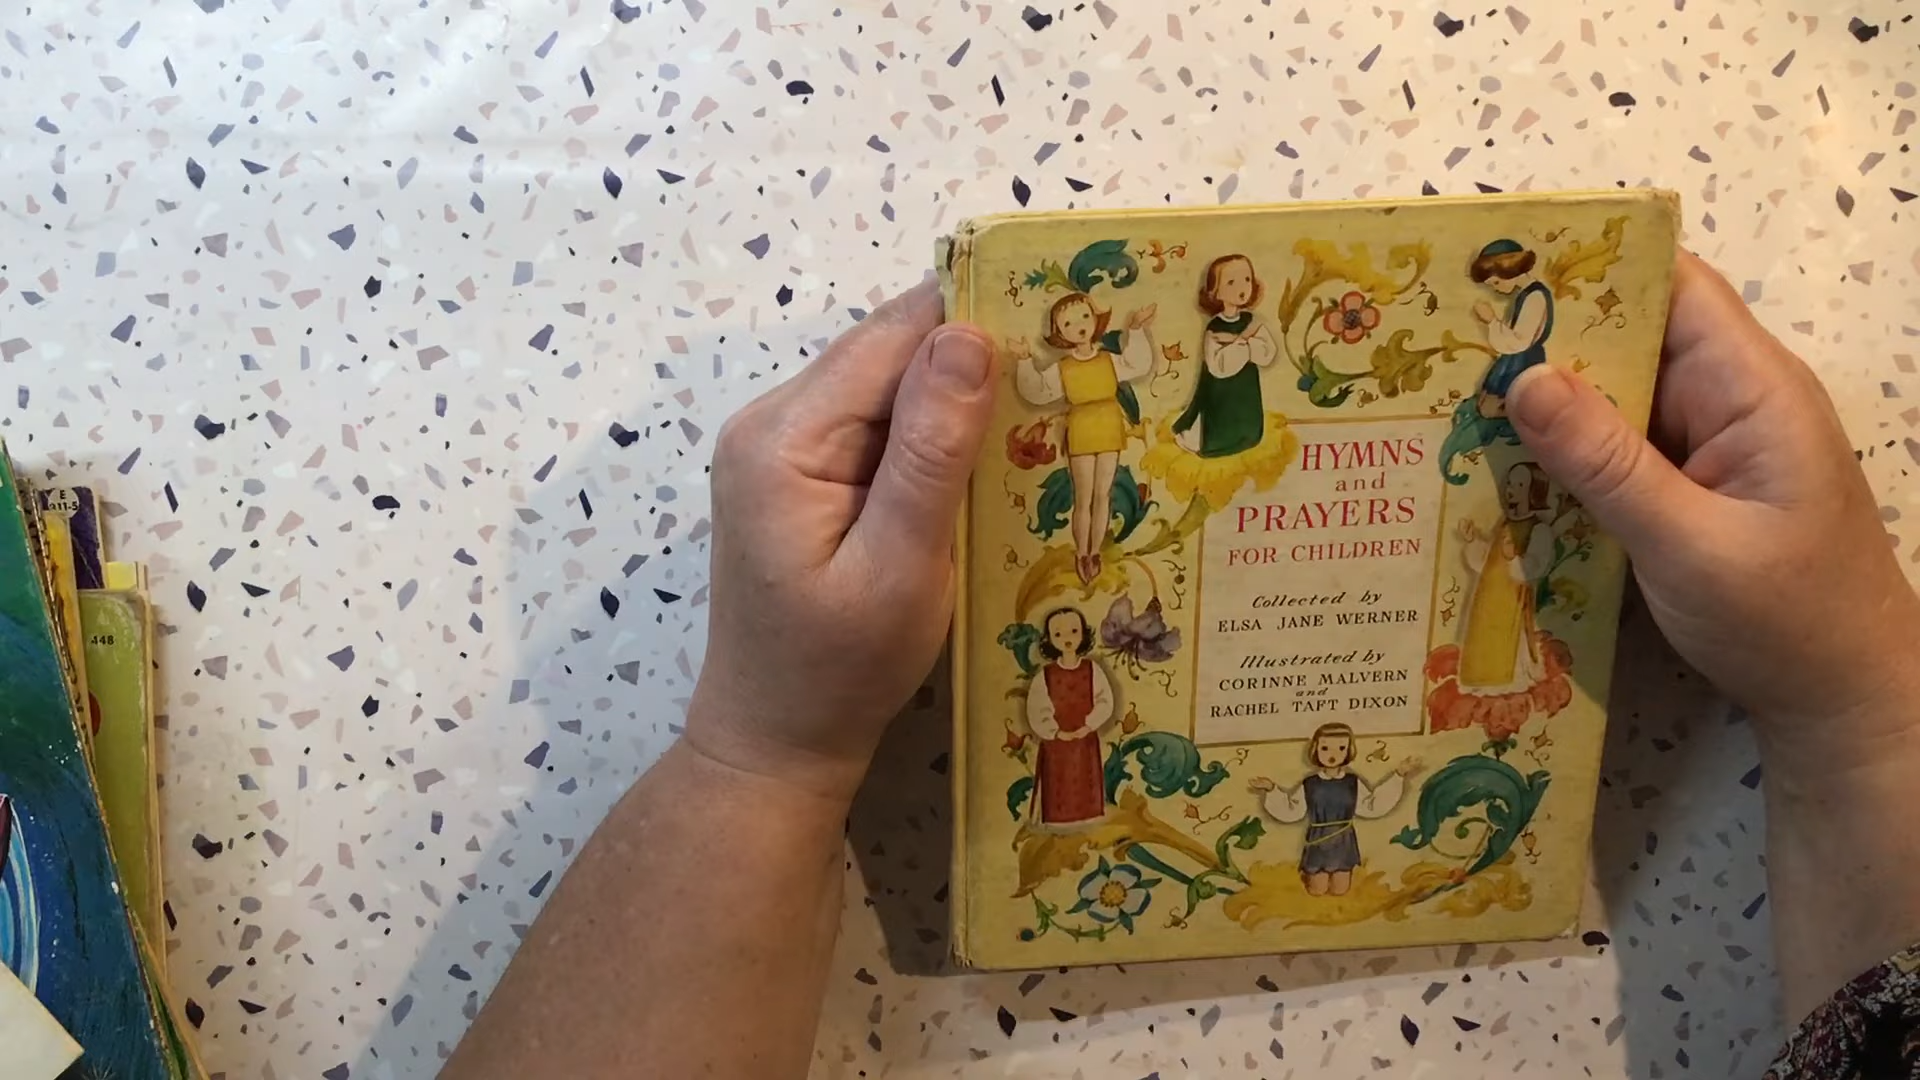 HYMNS
and
PRAYERS
FOR CHILDREN
Collected by
ELSA JANE WERNER
Illustrated by
CORINNE MALVERN
and
RACHEL TAFT DIXON
E
448